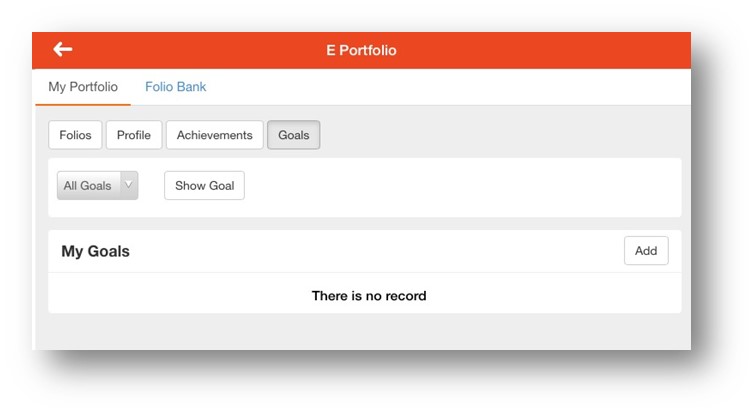 E Portfolio
My Portfolio Folio Bank
Folios Profile Achievements Goals
All Goals Show Goal
My Goals Add
There is no record